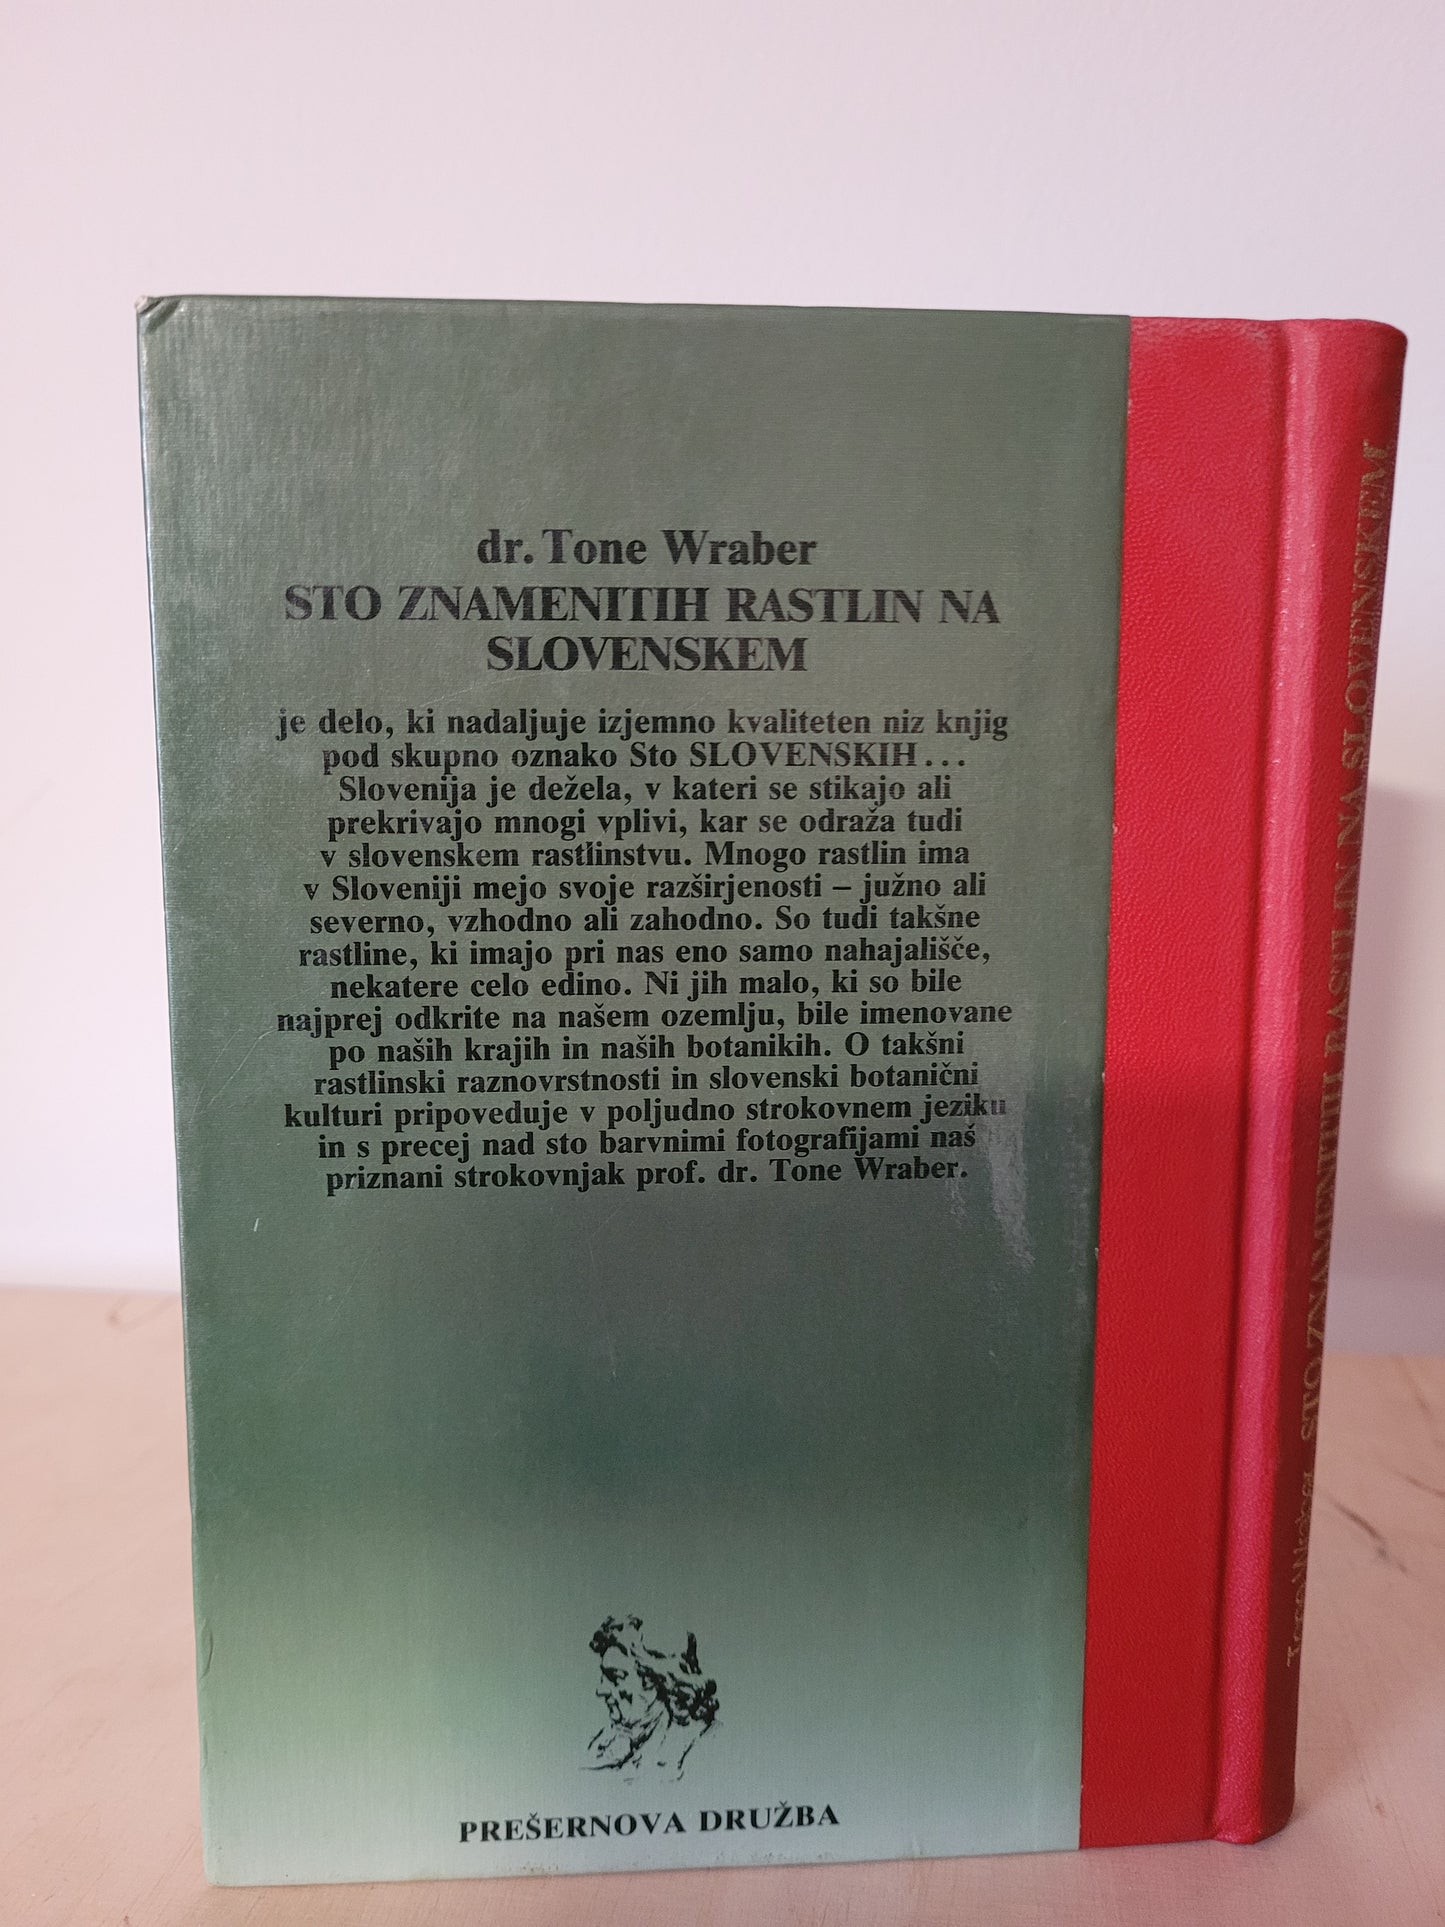 dr. Tone Wraber
STO ZNAMENITIH RASTLIN NA
SLOVENSKEM
je delo, ki nadaljuje izjemno kvaliteten niz knjig
pod skupno oznako Sto SLOVENSKIH...
Slovenija je dežela, v kateri se stikajo ali
prekrivajo mnogi vplivi, kar se odraža tudi
v slovenskem rastlinstvu. Mnogo rastlin ima
v Sloveniji mejo svoje razširjenosti – južno ali
severno, vzhodno ali zahodno. So tudi takšne
rastline, ki imajo pri nas eno samo nahajališče,
nekatere celo edino. Ni jih malo, ki so bile
najprej odkrite na našem ozemlju, bile imenovane
po naših krajih in naših botanikih. O takšni
rastlinski raznovrstnosti in slovenski botanični
kulturi pripoveduje v poljudno strokovnem jeziku
in s precej nad sto barvnimi fotografijami naš
priznani strokovnjak prof. dr. Tone Wraber.
PREŠERNOVA DRUŽBA
Tone Wraber STO ZNAMENITIH RASTLIN NA SLOVENSKEM